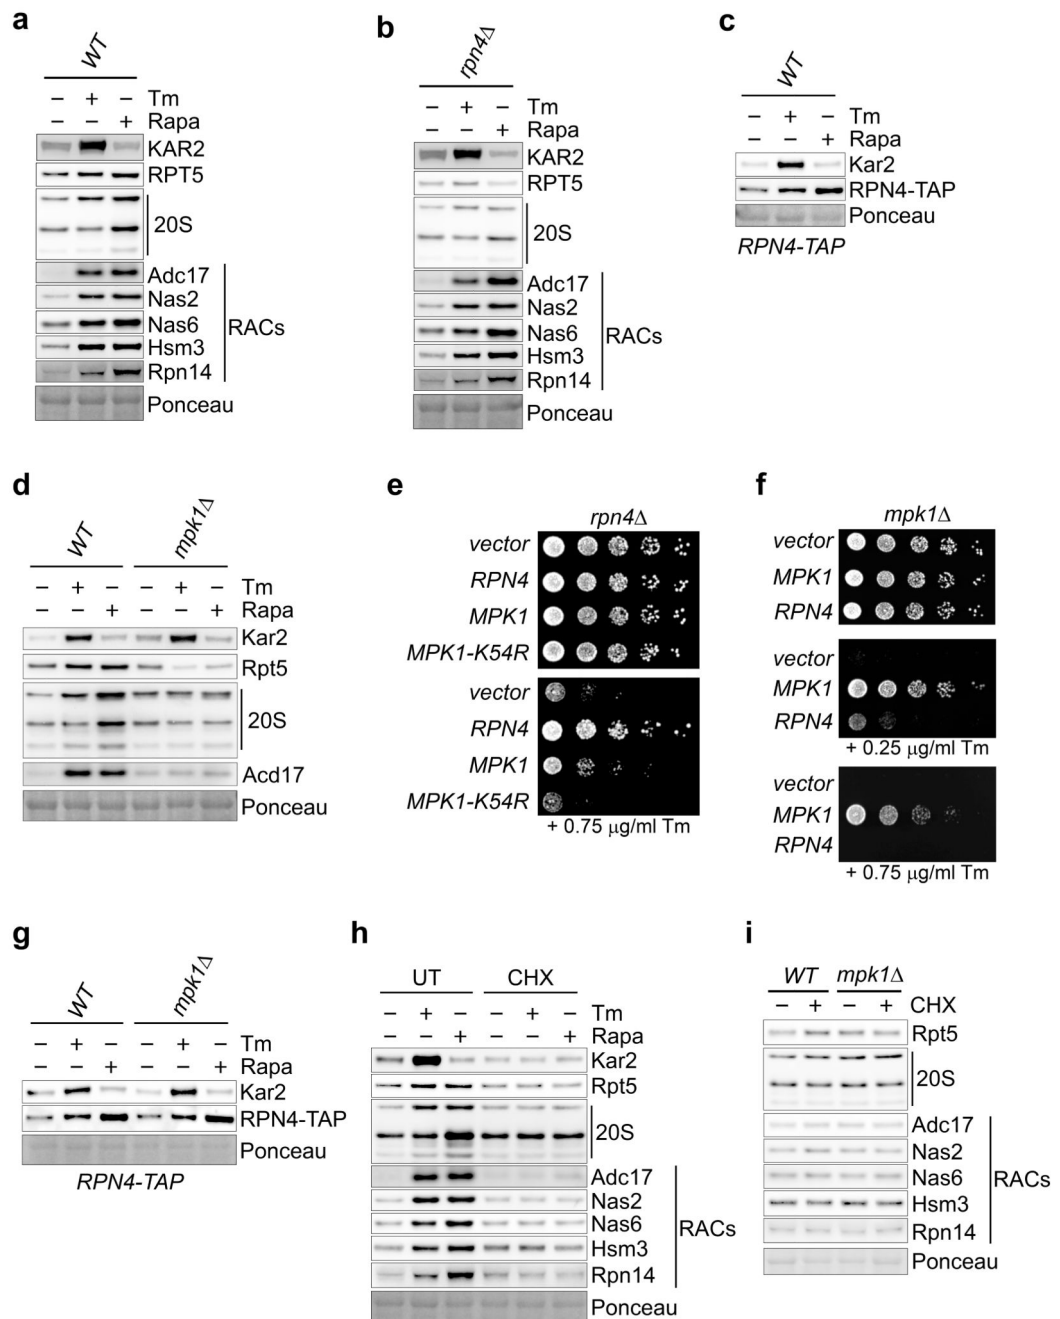 a
WT
– + – Tm
– – + Rapa
KAR2
RPT5
20S
Adc17
Nas2
Nas6
Hsm3
Rpn14
RACs
Ponceau
b
rpn4Δ
– + – Tm
– – + Rapa
KAR2
RPT5
20S
Adc17
Nas2
Nas6
Hsm3
Rpn14
RACs
Ponceau
c
WT
– + – Tm
– – + Rapa
Kar2
RPN4-TAP
Ponceau
RPN4-TAP
d
WT mpk1Δ
– + – – + – Tm
– – + – – + Rapa
Kar2
Rpt5
20S
Acd17
Ponceau
e
rpn4Δ
vector
RPN4
MPK1
MPK1-K54R
vector
RPN4
MPK1
MPK1-K54R
+ 0.75 μg/ml Tm
f
mpk1Δ
vector
MPK1
RPN4
vector
MPK1
RPN4
+ 0.25 μg/ml Tm
vector
MPK1
RPN4
+ 0.75 μg/ml Tm
g
WT mpk1Δ
– + – – + – Tm
– – + – – + Rapa
Kar2
RPN4-TAP
Ponceau
RPN4-TAP
h
UT CHX
– + – – + – Tm
– – + – – + Rapa
Kar2
Rpt5
20S
Adc17
Nas2
Nas6
Hsm3
Rpn14
RACs
Ponceau
i
WT mpk1Δ
– + – + CHX
Rpt5
20S
Adc17
Nas2
Nas6
Hsm3
Rpn14
RACs
Ponceau